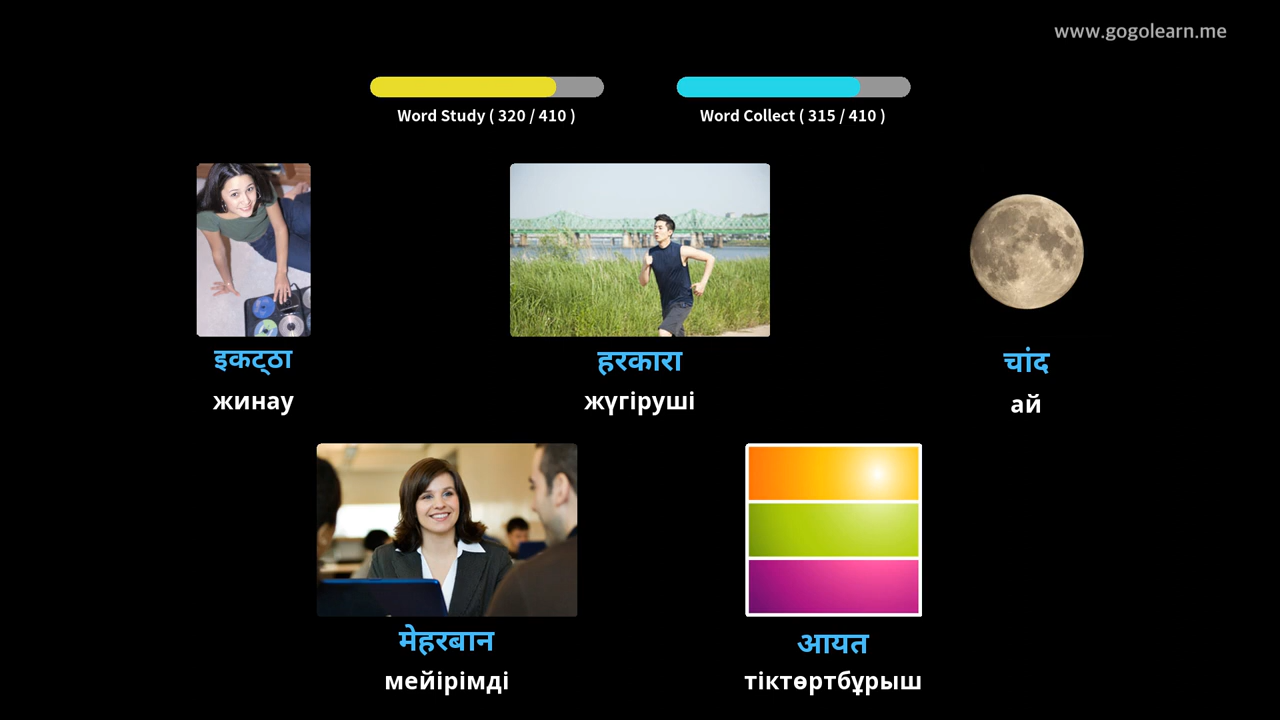 www.gogolearn.me
Word Study ( 320 / 410 )
Word Collect ( 315 / 410 )
इकट्ठा
हरकारा
चांद
жинау
жүгіруші
ай
मेहरबान
आयत
мейірімді
тіктөртбұрыш